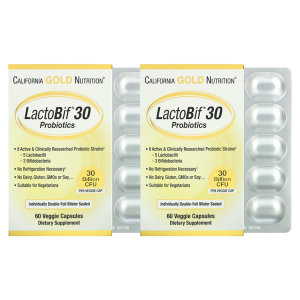 CALIFORNIA GOLD NUTRITION®
LactoBif® 30
Probiotics
• 8 Active & Clinically Researched Probiotic Strains†
- 5 Lactobacilli
- 3 Bifidobacteria
• No Refrigeration Necessary†
• No Dairy, Gluten, GMOs or Soy...
• Suitable for Vegetarians
30
Billion
CFU
PER VEGGIE CAP
Individually Double-Foil Blister Sealed
60 Veggie Capsules
Dietary Supplement
CALIFORNIA GOLD NUTRITION®
LactoBif® 30
Probiotics
• 8 Active & Clinically Researched Probiotic Strains†
- 5 Lactobacilli
- 3 Bifidobacteria
• No Refrigeration Necessary†
• No Dairy, Gluten, GMOs or Soy...
• Suitable for Vegetarians
30
Billion
CFU
PER VEGGIE CAP
Individually Double-Foil Blister Sealed
60 Veggie Capsules
Dietary Supplement